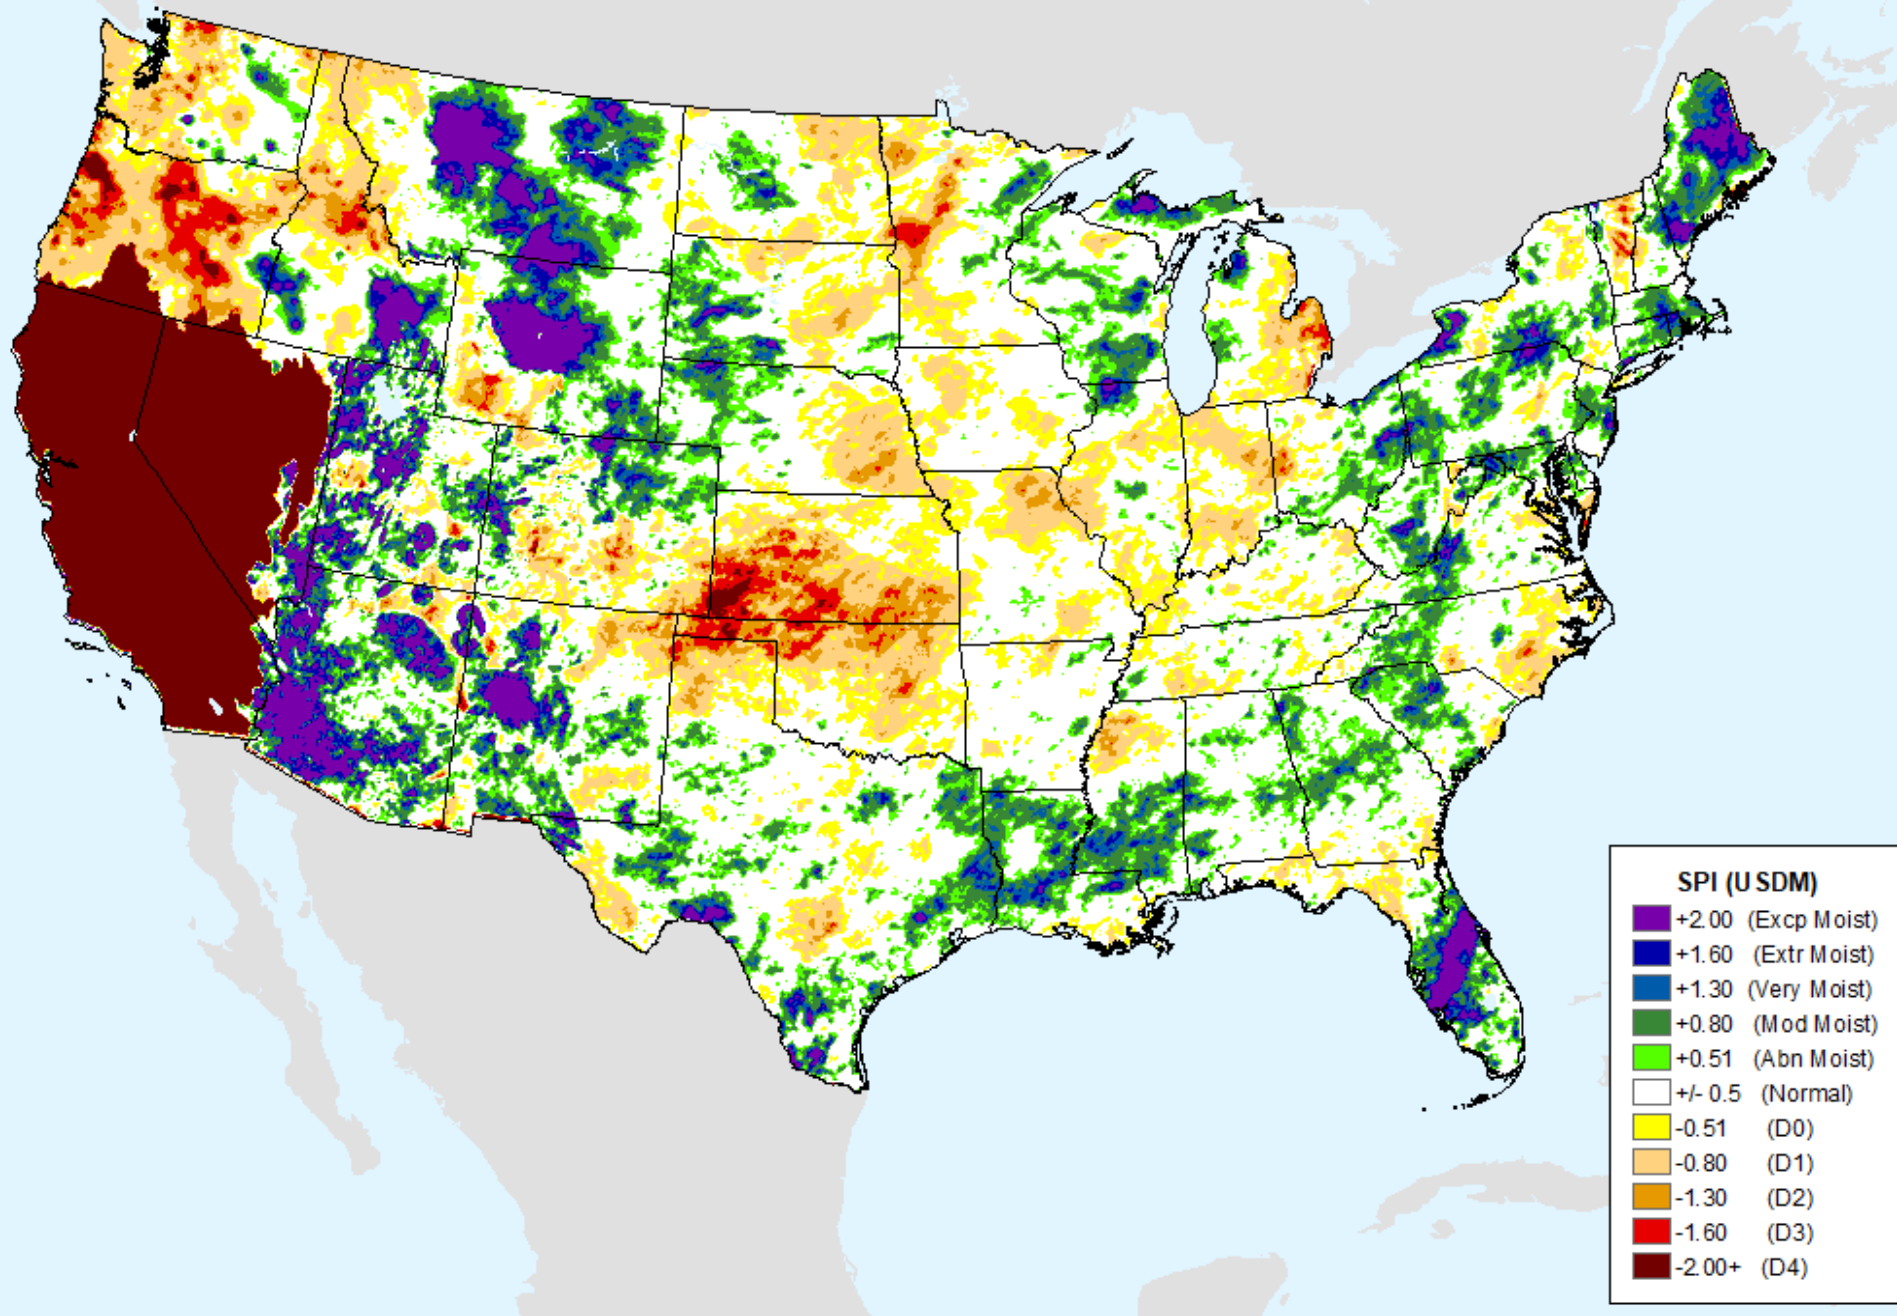 SPI (USDM)
+2.00 (Excp Moist)
+1.60 (Extr Moist)
+1.30 (Very Moist)
+0.80 (Mod Moist)
+0.51 (Abn Moist)
+/- 0.5 (Normal)
-0.51 (D0)
-0.80 (D1)
-1.30 (D2)
-1.60 (D3)
-2.00+ (D4)